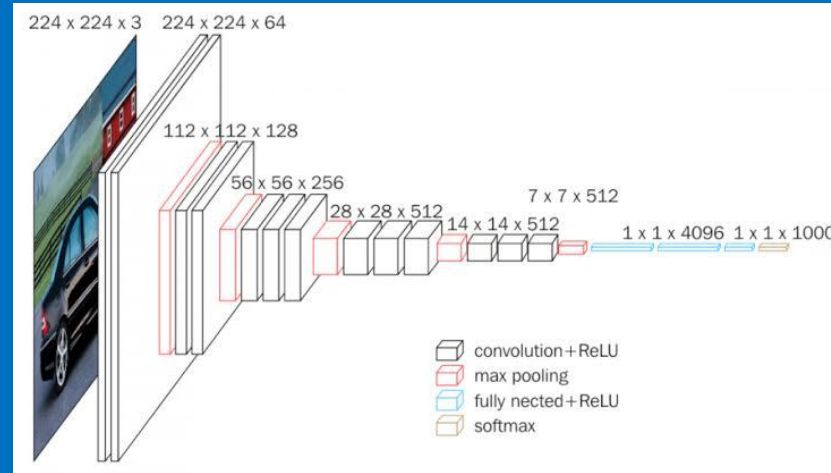 224 x 224 x 3
224 x 224 x 64
112 x 112 x 128
56 x 56 x 256
28 x 28 x 512
14 x 14 x 512
7 x 7 x 512
1 x 1 x 4096
1 x 1 x 1000
convolution+ReLU
max pooling
fully nected+ReLU
softmax